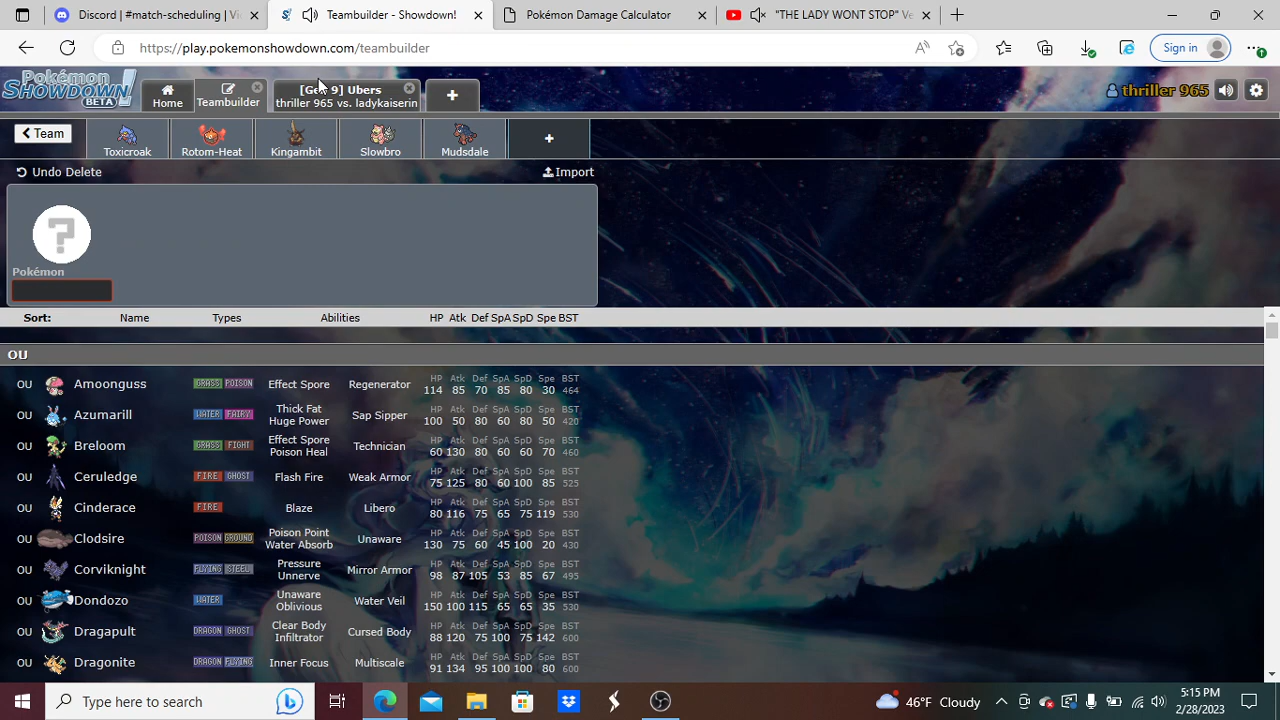 Discord | #match-scheduling | Vi
Teambuilder - Showdown!
Pokémon Damage Calculator
"THE LADY WONT STOP" Ve
https://play.pokemonshowdown.com/teambuilder
Sign in
Pokémon
Showdown!
BETA
Home
Teambuilder
[Gen 9] Ubers
thriller 965 vs. ladykaiserin
thriller 965
Team
Toxicroak
Rotom-Heat
Kingambit
Slowbro
Mudsdale
+
Undo Delete
Import
?
Pokémon
Sort: Name Types Abilities HP Atk Def SpA SpD Spe BST
OU
OU Amoonguss GRASS POISON Effect Spore Regenerator HP 114 Atk 85 Def 70 SpA 85 SpD 80 Spe 30 BST 464
OU Azumarill WATER FAIRY Thick Fat Huge Power Sap Sipper HP 100 Atk 50 Def 80 SpA 60 SpD 80 Spe 50 BST 420
OU Breloom GRASS FIGHT Effect Spore Poison Heal Technician HP 60 Atk 130 Def 80 SpA 60 SpD 60 Spe 70 BST 460
OU Ceruledge FIRE GHOST Flash Fire Weak Armor HP 75 Atk 125 Def 80 SpA 60 SpD 100 Spe 85 BST 525
OU Cinderace FIRE Blaze Libero HP 80 Atk 116 Def 75 SpA 65 SpD 75 Spe 119 BST 530
OU Clodsire POISON GROUND Poison Point Water Absorb Unaware HP 130 Atk 75 Def 60 SpA 45 SpD 100 Spe 20 BST 430
OU Corviknight FLYING STEEL Pressure Unnerve Mirror Armor HP 98 Atk 87 Def 105 SpA 53 SpD 85 Spe 67 BST 495
OU Dondozo WATER Unaware Oblivious Water Veil HP 150 Atk 100 Def 115 SpA 65 SpD 65 Spe 35 BST 530
OU Dragapult DRAGON GHOST Clear Body Infiltrator Cursed Body HP 88 Atk 120 Def 75 SpA 100 SpD 75 Spe 142 BST 600
OU Dragonite DRAGON FLYING Inner Focus Multiscale HP 91 Atk 134 Def 95 SpA 100 SpD 100 Spe 80 BST 600
Type here to search
46°F Cloudy
5:15 PM
2/28/2023